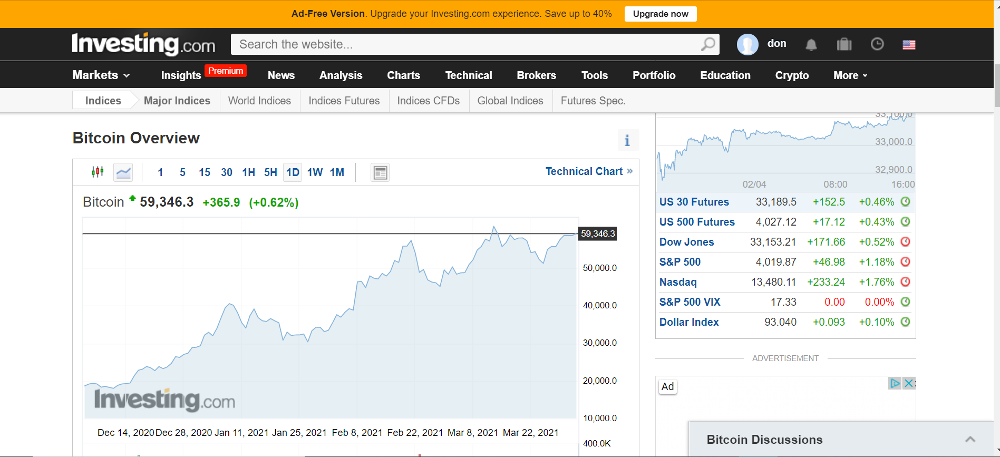 Ad-Free Version. Upgrade your Investing.com experience. Save up to 40% Upgrade now
Investing.com Search the website... don
Markets Insights Premium News Analysis Charts Technical Brokers Tools Portfolio Education Crypto More
Indices Major Indices World Indices Indices Futures Indices CFDs Global Indices Futures Spec.
Bitcoin Overview
i
1 5 15 30 1H 5H 1D 1W 1M Technical Chart »
Bitcoin 59,346.3 +365.9 (+0.62%)
59,346.3
50,000.0
40,000.0
30,000.0
20,000.0
10,000.0
400.0K
Investing.com
Dec 14, 2020 Dec 28, 2020 Jan 11, 2021 Jan 25, 2021 Feb 8, 2021 Feb 22, 2021 Mar 8, 2021 Mar 22, 2021
33,100.0
33,000.0
32,900.0
02/04 08:00 16:00
US 30 Futures 33,189.5 +152.5 +0.46%
US 500 Futures 4,027.12 +17.12 +0.43%
Dow Jones 33,153.21 +171.66 +0.52%
S&P 500 4,019.87 +46.98 +1.18%
Nasdaq 13,480.11 +233.24 +1.76%
S&P 500 VIX 17.33 0.00 0.00%
Dollar Index 93.040 +0.093 +0.10%
ADVERTISEMENT
Ad
Bitcoin Discussions